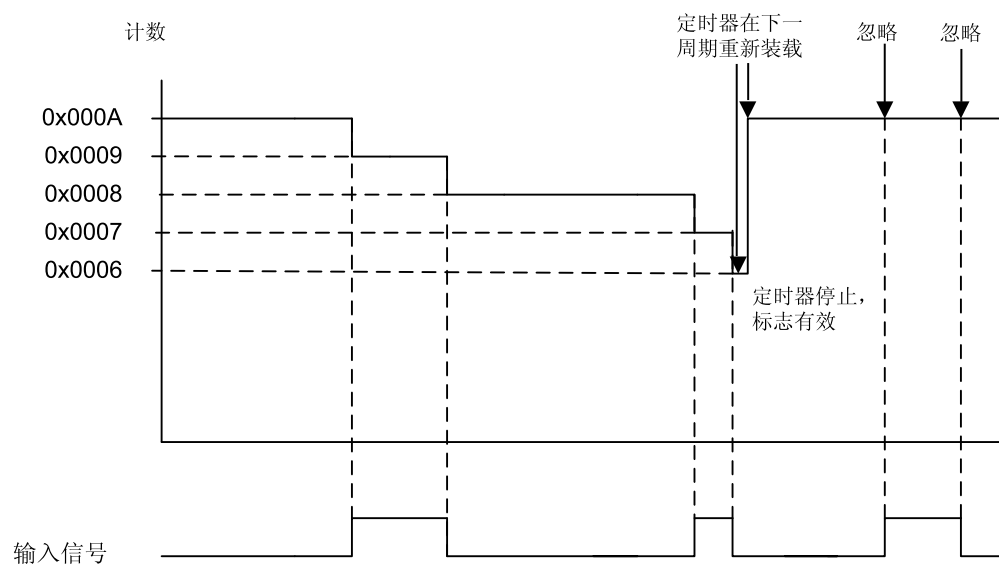 计数
定时器在下一
周期重新装载
忽略
忽略
0x000A
0x0009
0x0008
0x0007
0x0006
定时器停止，
标志有效
输入信号